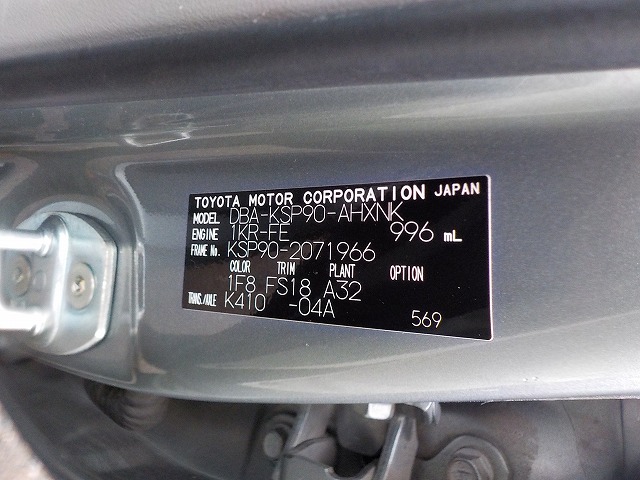 TOYOTA MOTOR CORPORATION JAPAN
MODEL DBA-KSP90-AHXNK
ENGINE 1KR-FE 996 mL
FRAME No. KSP90-2071966
COLOR TRIM PLANT OPTION
1F8 FS18 A32
TRANS./AXLE K410 -04A
569